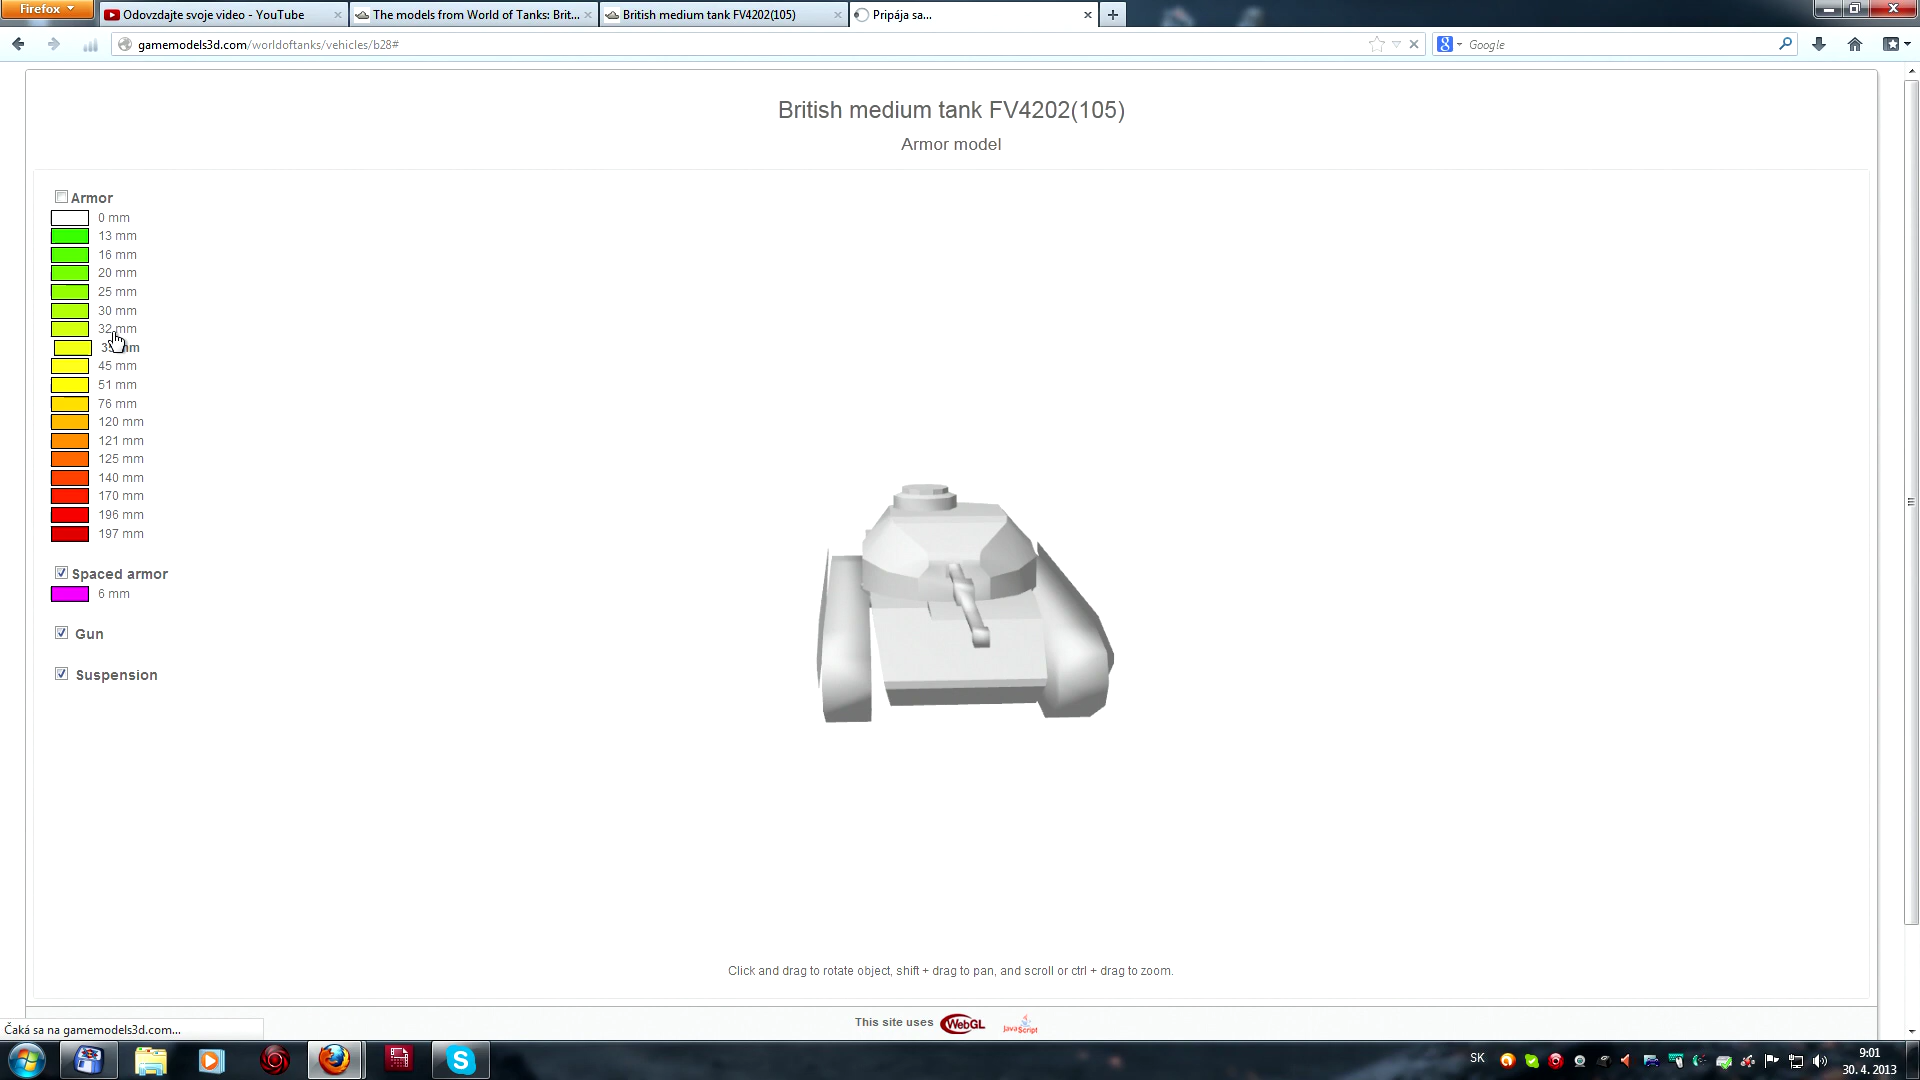 Firefox
Odovzdajte svoje video - YouTube
The models from World of Tanks: Brit...
British medium tank FV4202(105)
Pripája sa...
gamemodels3d.com/worldoftanks/vehicles/b28#
Google
British medium tank FV4202(105)
Armor model
Armor
0 mm
13 mm
16 mm
20 mm
25 mm
30 mm
32 mm
mm
45 mm
51 mm
76 mm
120 mm
121 mm
125 mm
140 mm
170 mm
196 mm
197 mm
Spaced armor
6 mm
Gun
Suspension
Click and drag to rotate object, shift + drag to pan, and scroll or ctrl + drag to zoom.
This site uses WebGL JavaScript
Čaká sa na gamemodels3d.com...
SK
9:01
30. 4. 2013